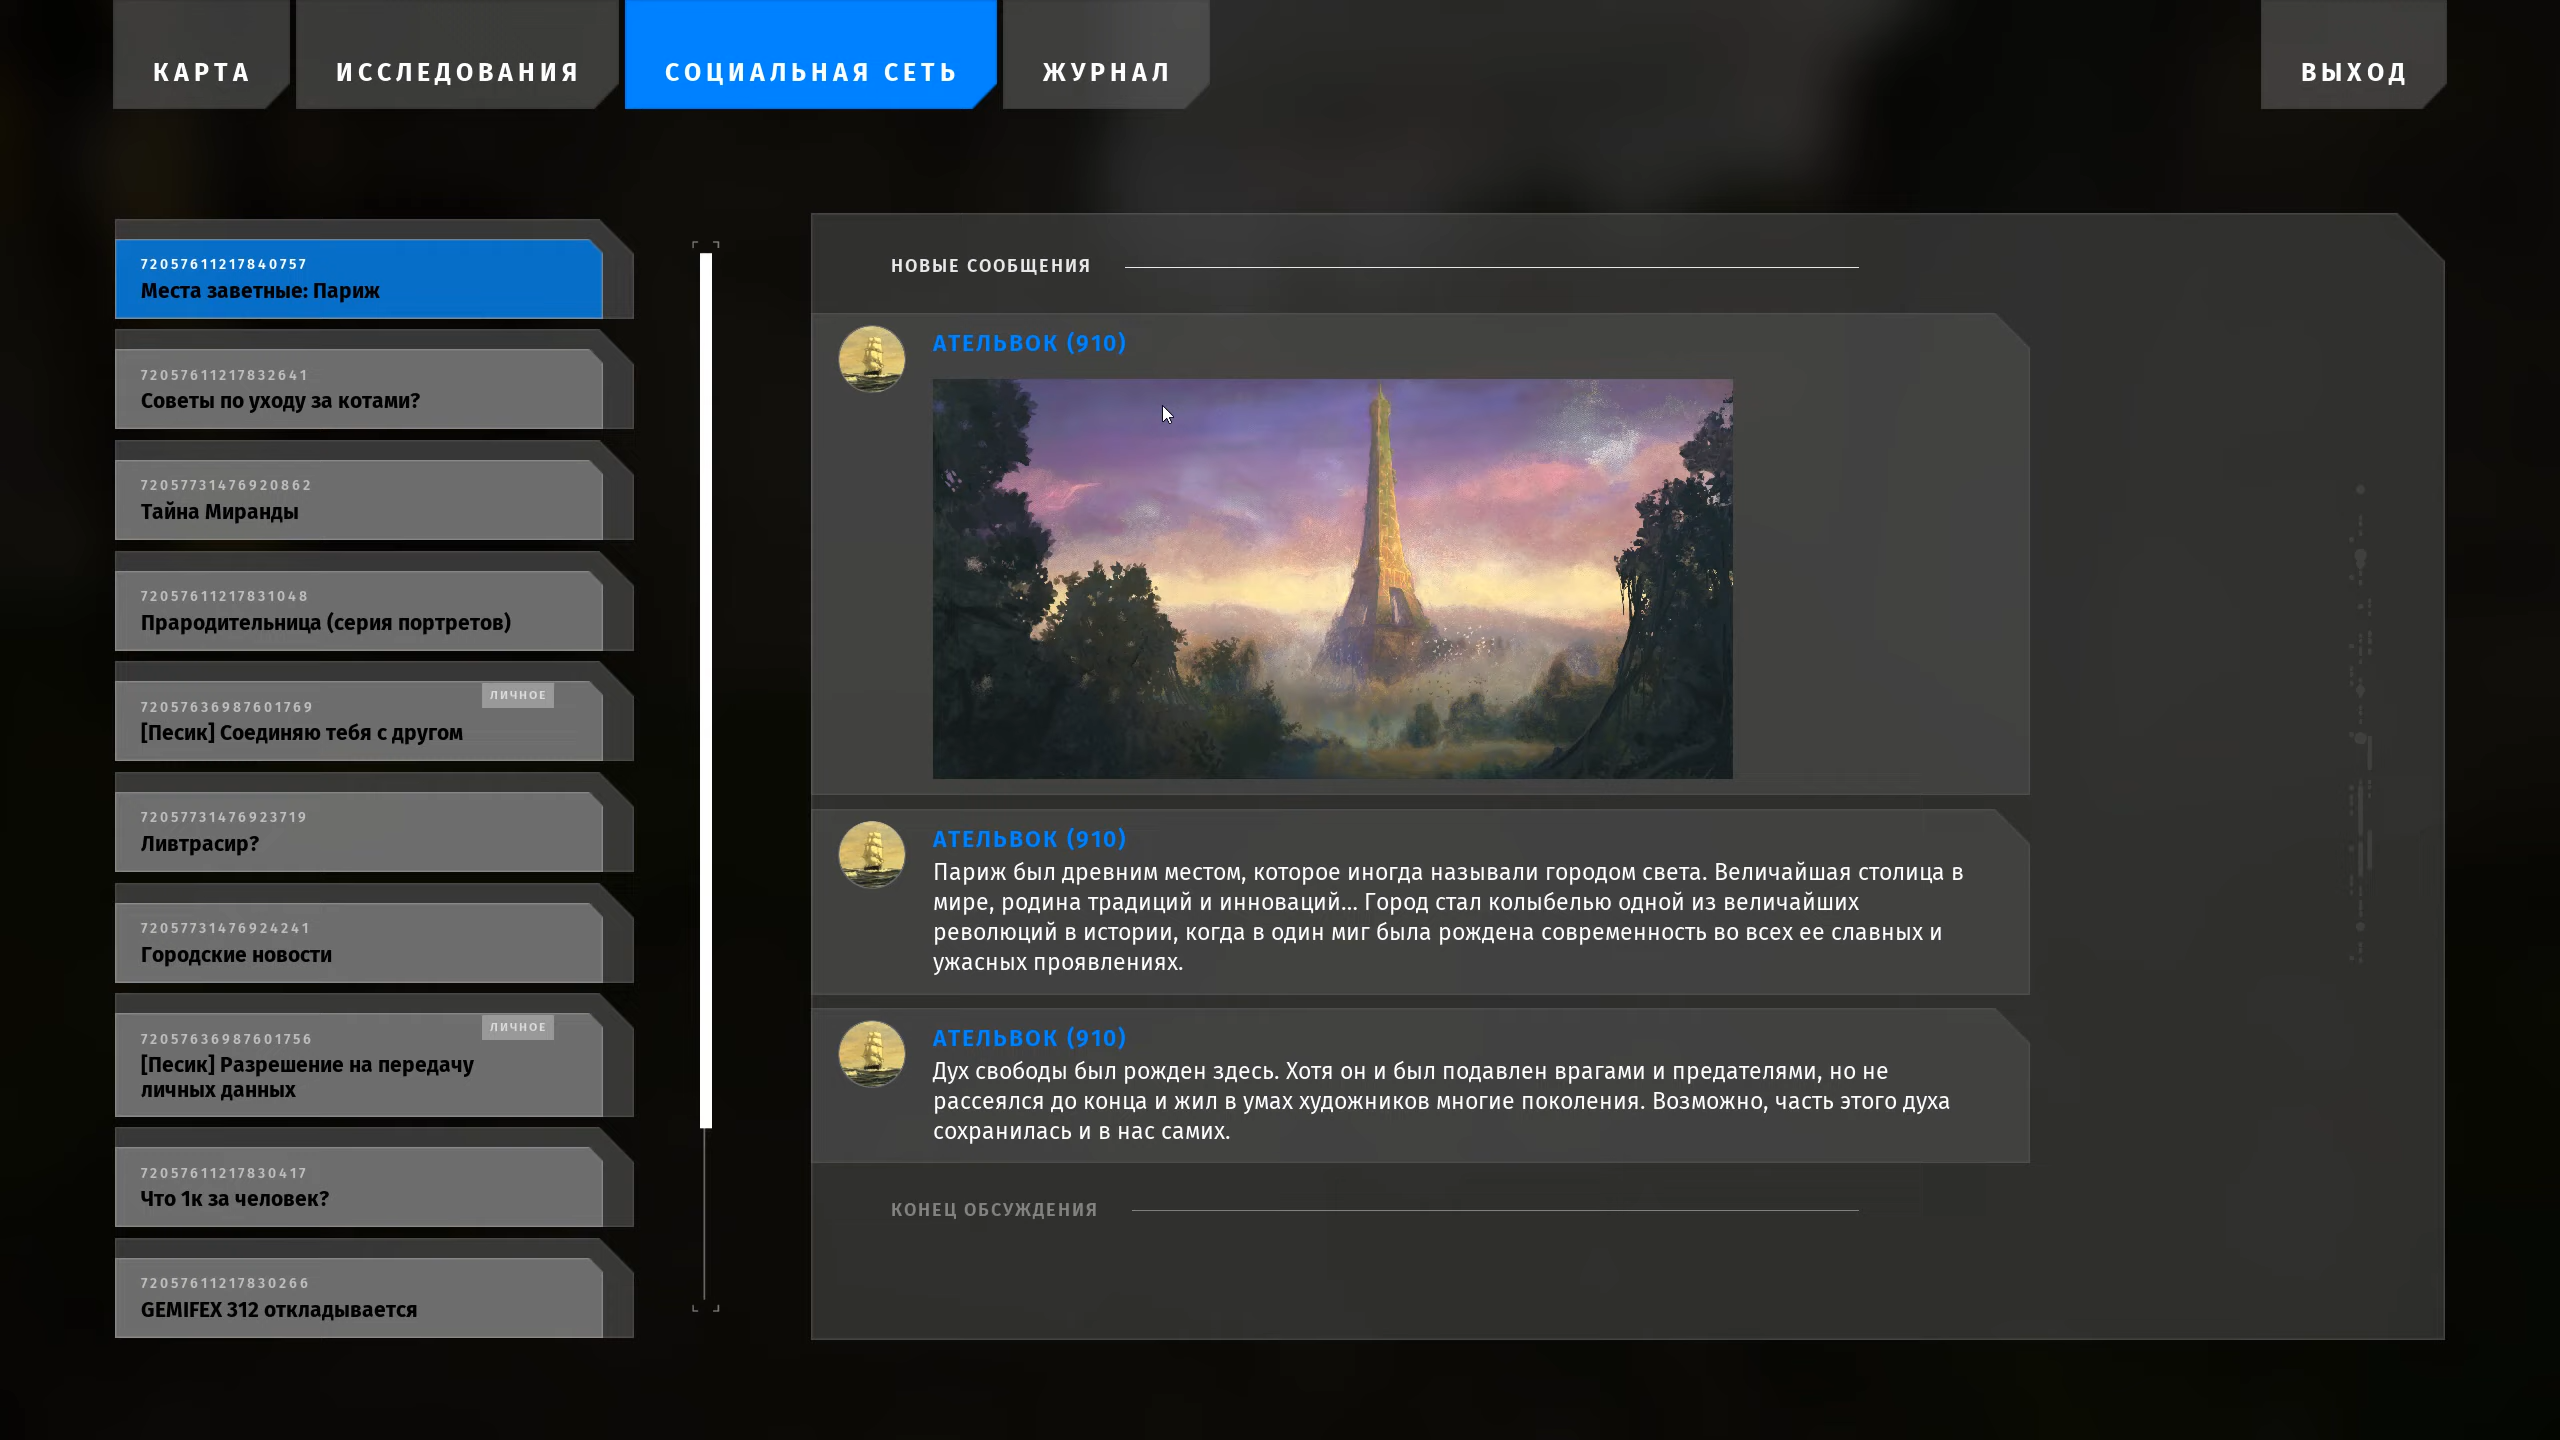 КАРТА
ИССЛЕДОВАНИЯ
СОЦИАЛЬНАЯ СЕТЬ
ЖУРНАЛ
ВЫХОД
72057611217840757
Места заветные: Париж
72057611217832641
Советы по уходу за котами?
72057731476920862
Тайна Миранды
72057611217831048
Прародительница (серия портретов)
ЛИЧНОЕ
72057636987601769
[Песик] Соединяю тебя с другом
72057731476923719
Ливтрасир?
72057731476924241
Городские новости
ЛИЧНОЕ
72057636987601756
[Песик] Разрешение на передачу
личных данных
72057611217830417
Что 1к за человек?
72057611217830266
GEMIFEX 312 откладывается
НОВЫЕ СООБЩЕНИЯ
АТЕЛЬВОК (910)
АТЕЛЬВОК (910)
Париж был древним местом, которое иногда называли городом света. Величайшая столица в
мире, родина традиций и инноваций... Город стал колыбелью одной из величайших
революций в истории, когда в один миг была рождена современность во всех ее славных и
ужасных проявлениях.
АТЕЛЬВОК (910)
Дух свободы был рожден здесь. Хотя он и был подавлен врагами и предателями, но не
рассеялся до конца и жил в умах художников многие поколения. Возможно, часть этого духа
сохранилась и в нас самих.
КОНЕЦ ОБСУЖДЕНИЯ